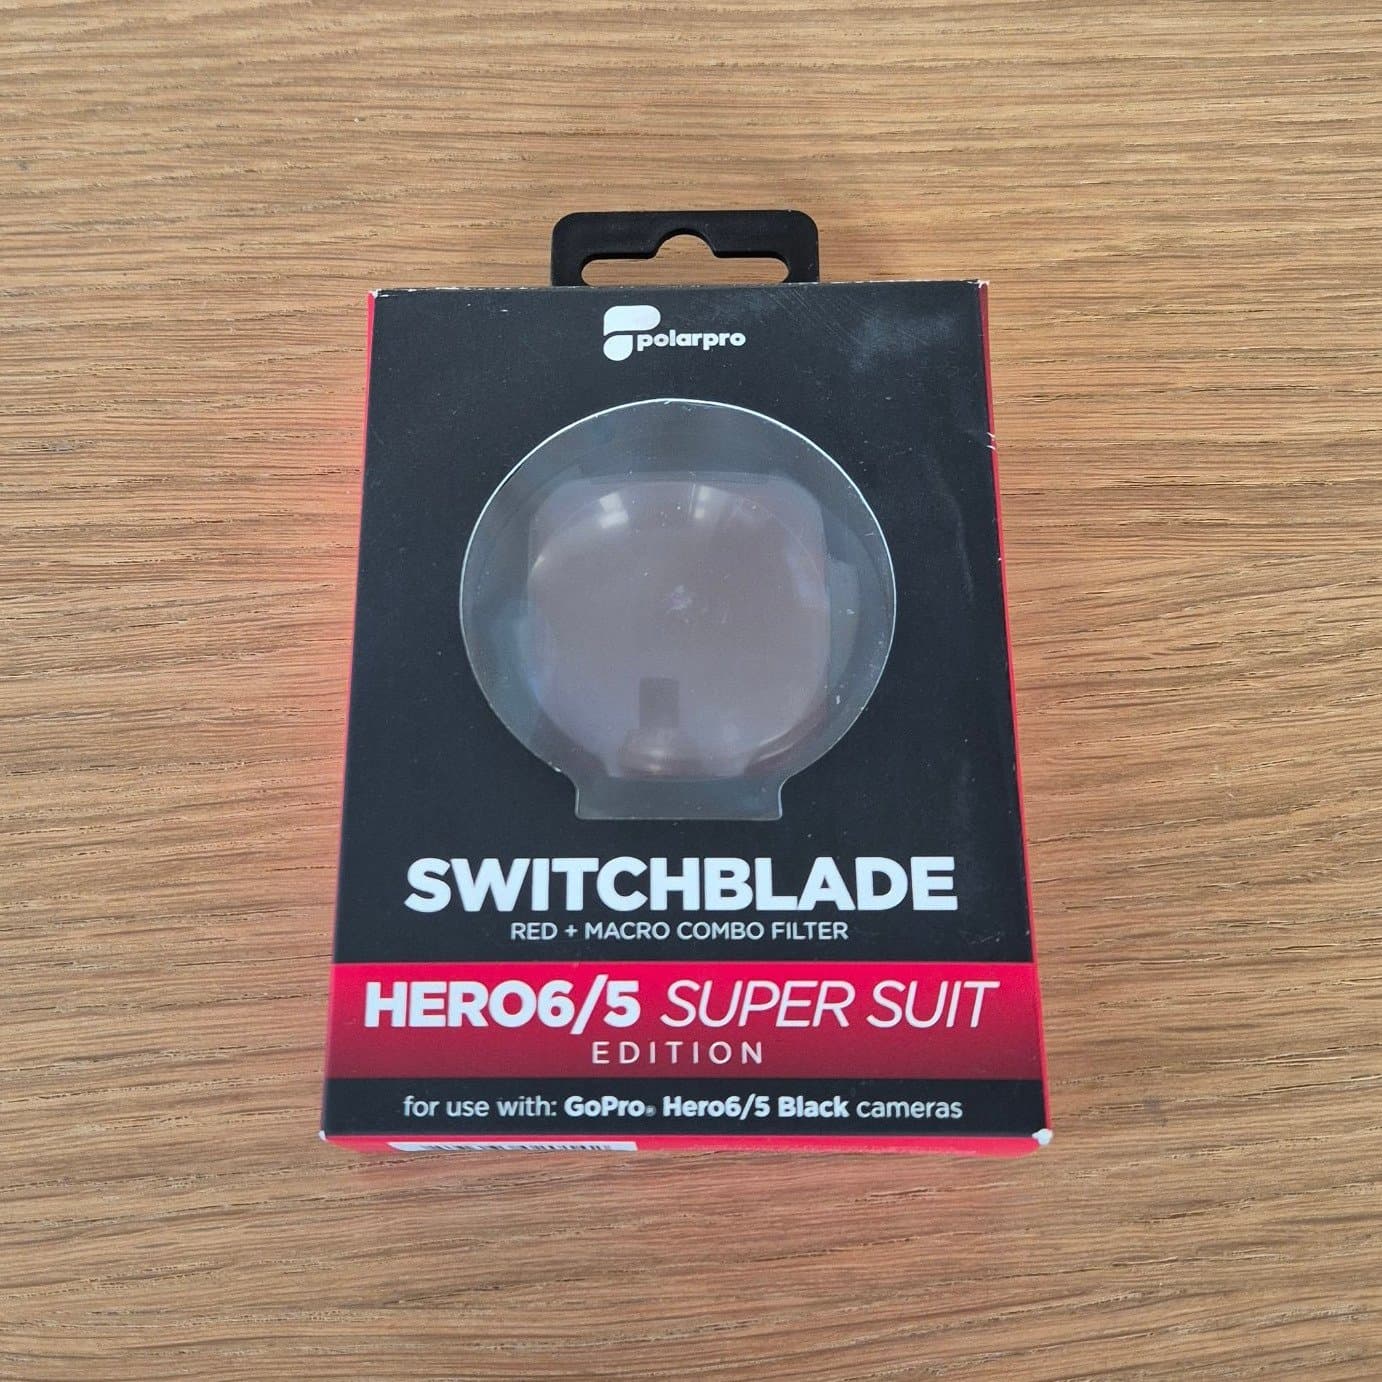 polarpro
SWITCHBLADE
RED + MACRO COMBO FILTER
HERO6/5 SUPER SUIT
EDITION
for use with: GoPro® Hero6/5 Black cameras